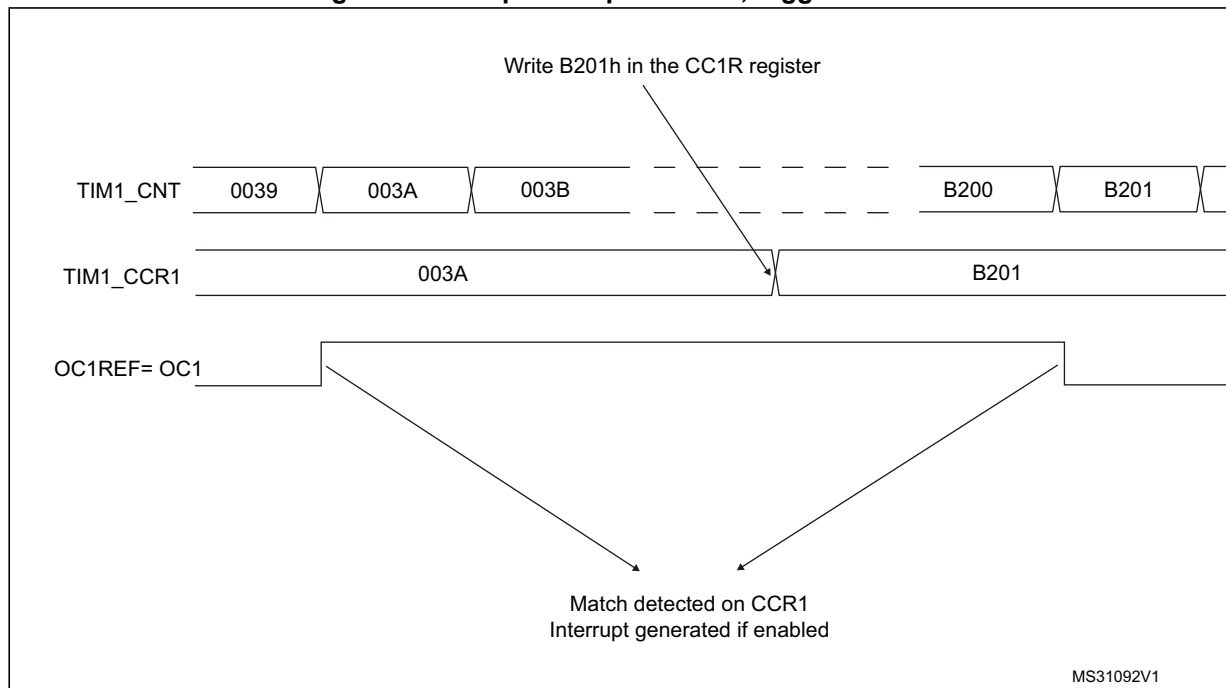 Write B201h in the CC1R register
TIM1_CNT 0039 003A 003B B200 B201
TIM1_CCR1 003A B201
OC1REF= OC1
Match detected on CCR1
Interrupt generated if enabled
MS31092V1